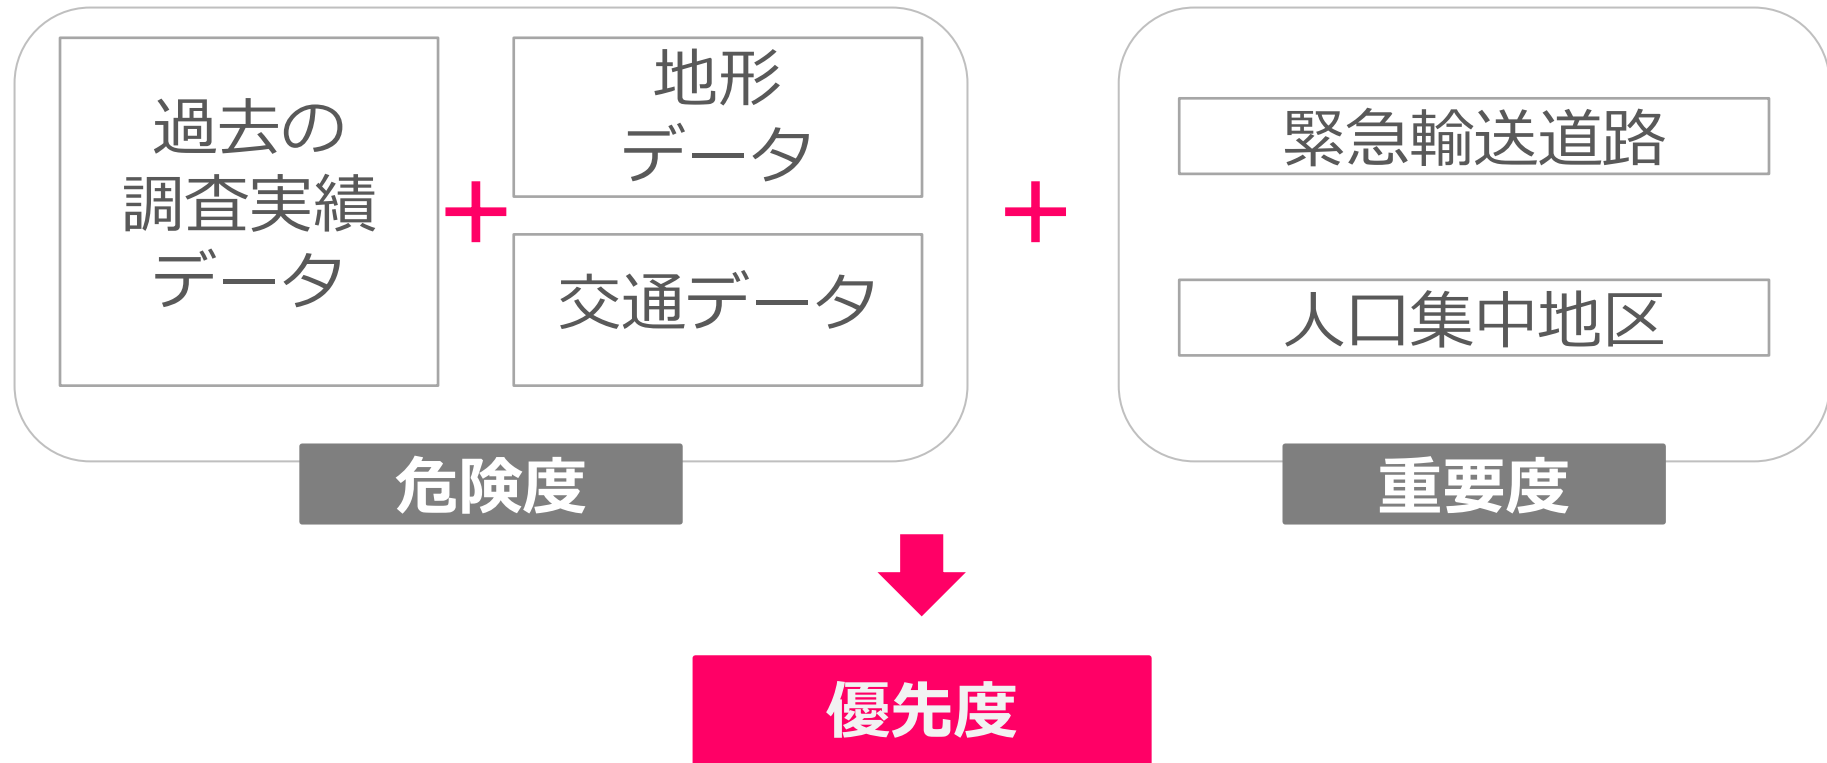 過去の
調査実績
データ
+
地形
データ
交通データ
危険度
+
緊急輸送道路
人口集中地区
重要度
優先度